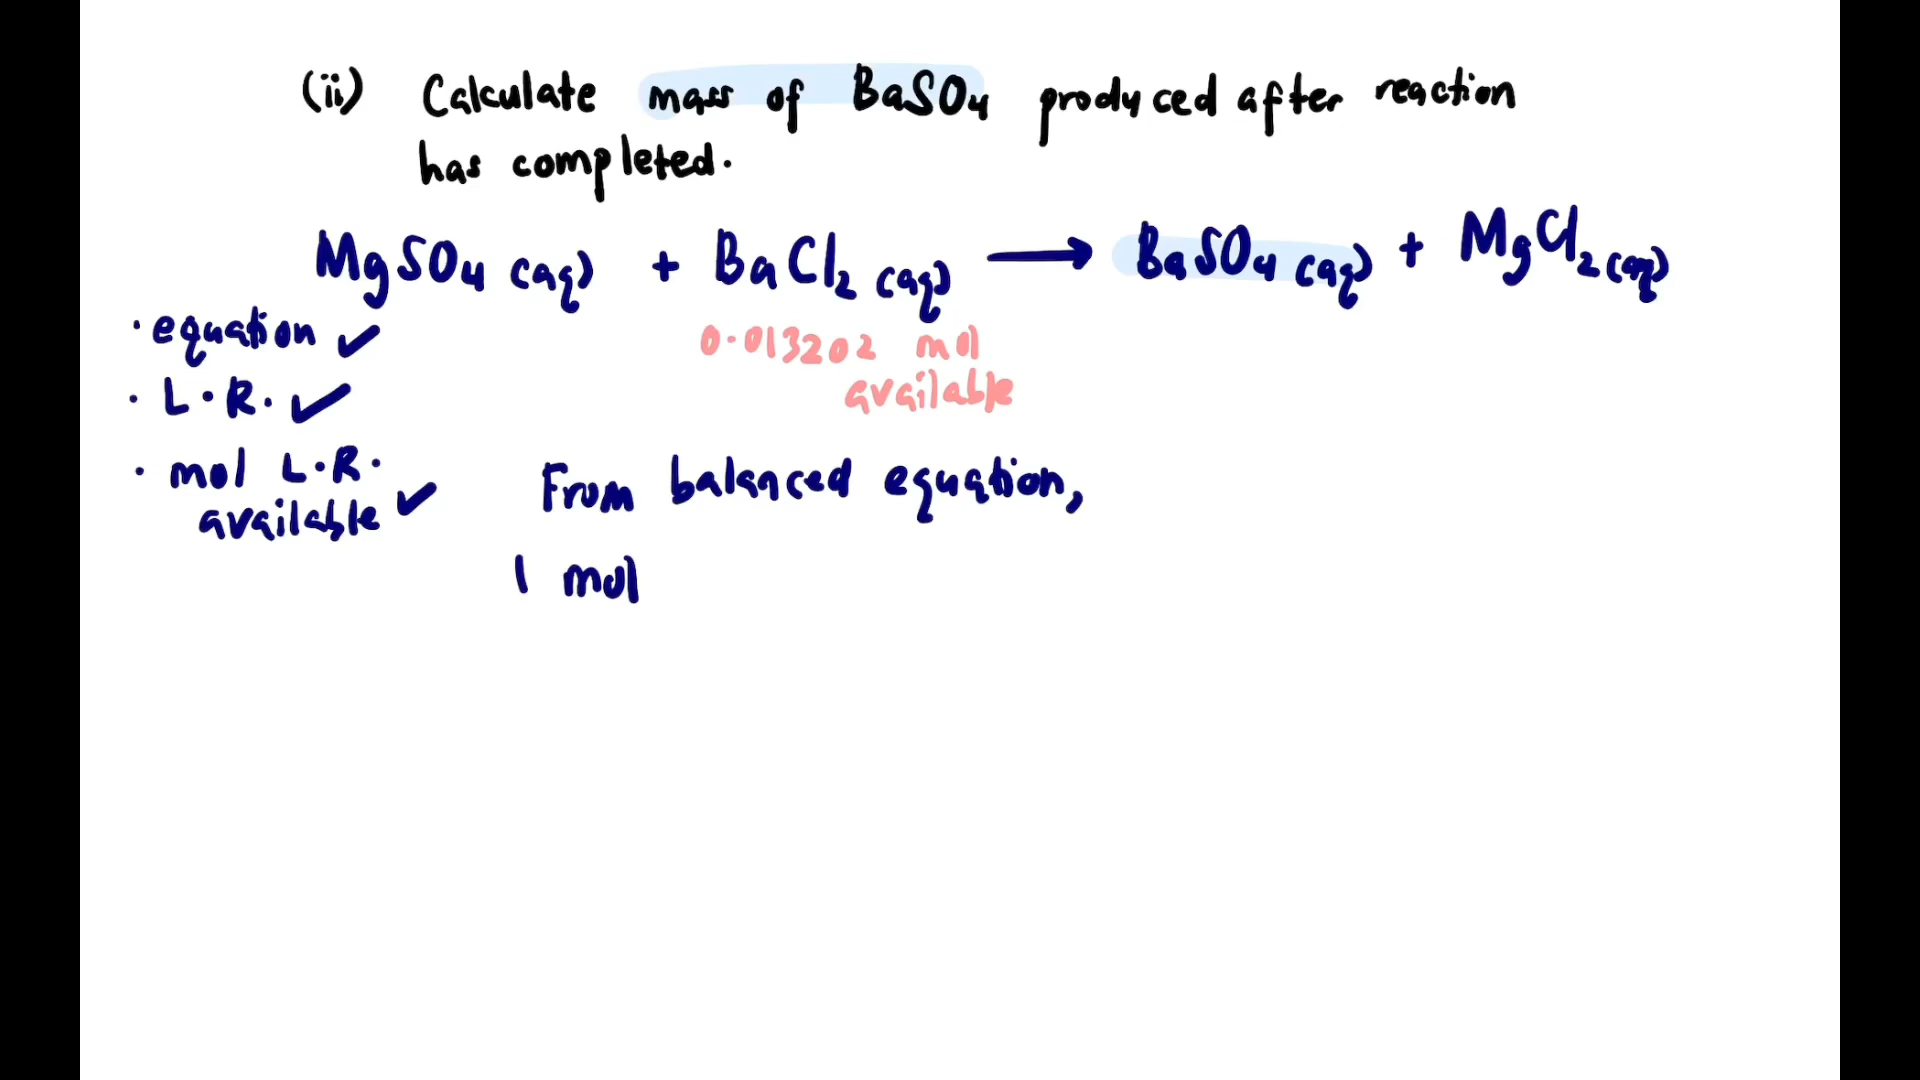 (ii) Calculate mass of BaSO4 produced after reaction
has completed.
MgSO4 (aq) + BaCl2 (aq) → BaSO4 (aq) + MgCl2 (aq)
0.013202 mol
available
· equation ✓
· L.R. ✓
· mol L.R.
available ✓
From balanced equation,
1 mol